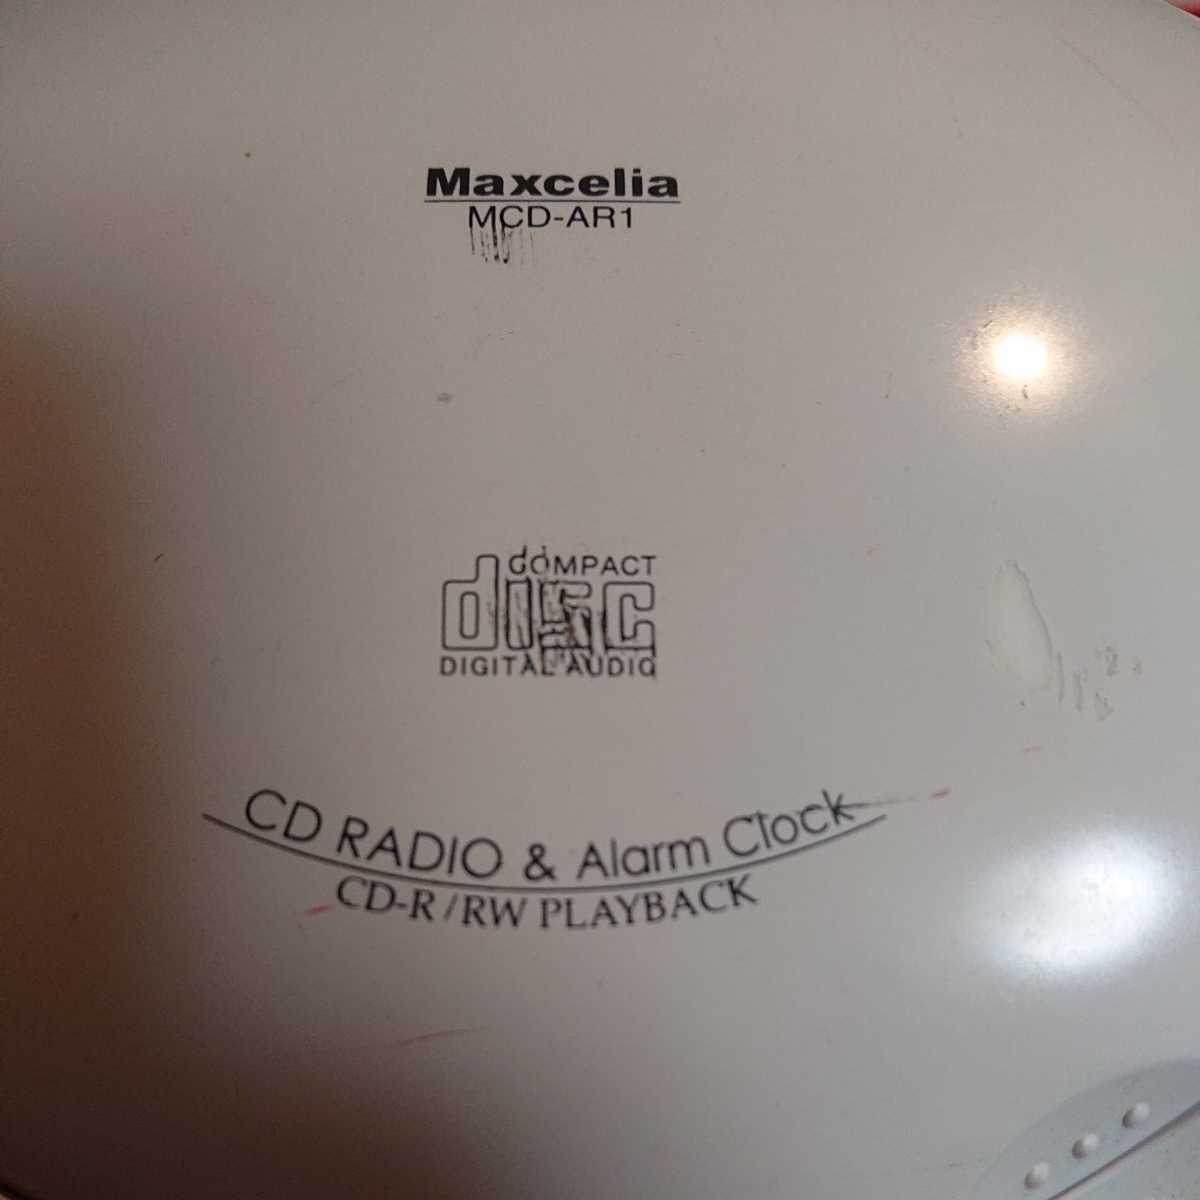 Maxcelia
MCD-AR1
COMPACT
disc
DIGITAL AUDIO
CD RADIO & Alarm Clock
CD-R/RW PLAYBACK